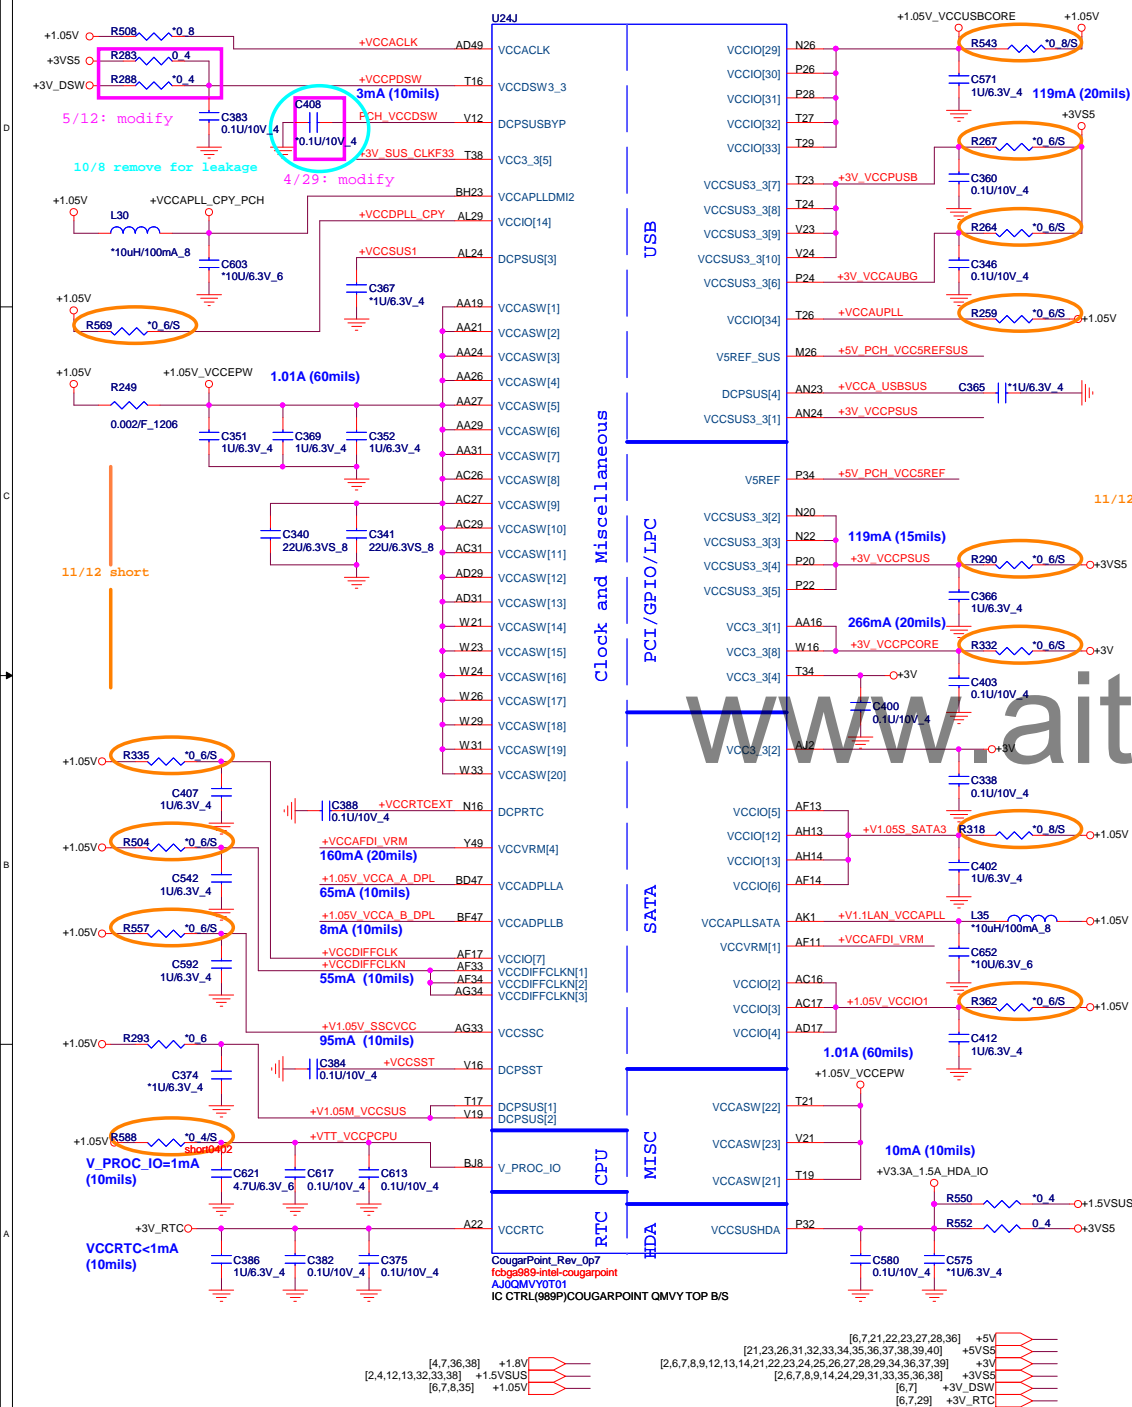 U24J
+1.05V
R508
*0_8
+VCCACLK
AD49
VCCACLK
+3VS5
R283
0_4
+3V_DSW
R288
*0_4
+VCCPDSW
T16
VCCDSW3_3
3mA (10mils)
C383
0.1U/10V_4
5/12: modify
C408
*0.1U/10V_4
PCH_VCCDSW
V12
DCPSUSBYP
+3V_SUS_CLKF33
T38
VCC3_3[5]
10/8 remove for leakage
4/29: modify
+1.05V
+VCCAPLL_CPY_PCH
L30
*10uH/100mA_8
BH23
VCCAPLLDMI2
+VCCDPLL_CPY
AL29
VCCIO[14]
C603
*10U/6.3V_6
+VCCSUS1
AL24
DCPSUS[3]
C367
*1U/6.3V_4
+1.05V
R569
*0_6/S
+1.05V
R249
0.002/F_1206
+1.05V_VCCEPW
1.01A (60mils)
C351
1U/6.3V_4
C369
1U/6.3V_4
C352
1U/6.3V_4
C340
22U/6.3VS_8
C341
22U/6.3VS_8
11/12 short
AA19
VCCASW[1]
AA21
VCCASW[2]
AA24
VCCASW[3]
AA26
VCCASW[4]
AA27
VCCASW[5]
AA29
VCCASW[6]
AA31
VCCASW[7]
AC26
VCCASW[8]
AC27
VCCASW[9]
AC29
VCCASW[10]
AC31
VCCASW[11]
AD29
VCCASW[12]
AD31
VCCASW[13]
W21
VCCASW[14]
W23
VCCASW[15]
W24
VCCASW[16]
W26
VCCASW[17]
W29
VCCASW[18]
W31
VCCASW[19]
W33
VCCASW[20]
+1.05V
R335
*0_6/S
C407
1U/6.3V_4
C388
0.1U/10V_4
+VCCRTCEXT
N16
DCPRTC
+1.05V
R504
*0_6/S
C542
1U/6.3V_4
+VCCAFDI_VRM
160mA (20mils)
Y49
VCCVRM[4]
+1.05V_VCCA_A_DPL
65mA (10mils)
BD47
VCCADPLLA
+1.05V_VCCA_B_DPL
8mA (10mils)
BF47
VCCADPLLB
+1.05V
R557
*0_6/S
C592
1U/6.3V_4
+VCCDIFFCLK
AF17
VCCIO[7]
+VCCDIFFCLKN
55mA (10mils)
AF33
VCCDIFFCLKN[1]
AF34
VCCDIFFCLKN[2]
AG34
VCCDIFFCLKN[3]
+V1.05V_SSCVCC
95mA (10mils)
AG33
VCCSSC
+1.05V
R293
*0_6
C374
*1U/6.3V_4
C384
0.1U/10V_4
+VCCSST
V16
DCPSST
+V1.05M_VCCSUS
T17
DCPSUS[1]
V19
DCPSUS[2]
+1.05V
R588
*0_4/S
short0402
+VTT_VCCPCPU
V_PROC_IO=1mA
(10mils)
C621
4.7U/6.3V_6
C617
0.1U/10V_4
C613
0.1U/10V_4
BJ8
V_PROC_IO
+3V_RTC
VCCRTC<1mA
(10mils)
C386
1U/6.3V_4
C382
0.1U/10V_4
C375
0.1U/10V_4
A22
VCCRTC
Clock and Miscellaneous
USB
PCI/GPIO/LPC
SATA
MISC
CPU
RTC
HDA
CougarPoint_Rev_0p7
fcbga989-intel-cougarpoint
AJ0QMVY0T01
IC CTRL(989P)COUGARPOINT QMVY TOP B/S
VCCIO[29]
N26
VCCIO[30]
P26
VCCIO[31]
P28
VCCIO[32]
T27
VCCIO[33]
T29
+1.05V_VCCUSBCORE
+1.05V
R543
*0_8/S
C571
1U/6.3V_4
119mA (20mils)
+3VS5
VCCSUS3_3[7]
T23
+3V_VCCPUSB
VCCSUS3_3[8]
T24
VCCSUS3_3[9]
V23
VCCSUS3_3[10]
V24
R267
*0_6/S
C360
0.1U/10V_4
VCCSUS3_3[6]
P24
+3V_VCCAUBG
R264
*0_6/S
C346
0.1U/10V_4
VCCIO[34]
T26
+VCCAUPLL
R259
*0_6/S
+1.05V
V5REF_SUS
M26
+5V_PCH_VCC5REFSUS
DCPSUS[4]
AN23
+VCCA_USBSUS
C365
*1U/6.3V_4
VCCSUS3_3[1]
AN24
+3V_VCCPSUS
V5REF
P34
+5V_PCH_VCC5REF
11/12
VCCSUS3_3[2]
N20
VCCSUS3_3[3]
N22
119mA (15mils)
VCCSUS3_3[4]
P20
+3V_VCCPSUS
R290
*0_6/S
+3VS5
VCCSUS3_3[5]
P22
C366
1U/6.3V_4
VCC3_3[1]
AA16
266mA (20mils)
VCC3_3[8]
W16
+3V_VCCPCORE
R332
*0_6/S
+3V
VCC3_3[4]
T34
+3V
C403
0.1U/10V_4
C400
0.1U/10V_4
www.ait
VCC3_3[2]
AJ2
+3V
C338
0.1U/10V_4
VCCIO[5]
AF13
VCCIO[12]
AH13
+V1.05S_SATA3
R318
*0_8/S
+1.05V
VCCIO[13]
AH14
C402
1U/6.3V_4
VCCIO[6]
AF14
VCCAPLLSATA
AK1
+V1.1LAN_VCCAPLL
L35
*10uH/100mA_8
+1.05V
VCCVRM[1]
AF11
+VCCAFDI_VRM
C652
*10U/6.3V_6
VCCIO[2]
AC16
VCCIO[3]
AC17
+1.05V_VCCIO1
R362
*0_6/S
+1.05V
VCCIO[4]
AD17
C412
1U/6.3V_4
1.01A (60mils)
+1.05V_VCCEPW
VCCASW[22]
T21
VCCASW[23]
V21
VCCASW[21]
T19
10mA (10mils)
+V3.3A_1.5A_HDA_IO
R550
*0_4
+1.5VSUS
VCCSUSHDA
P32
R552
0_4
+3VS5
C580
0.1U/10V_4
C575
*1U/6.3V_4
[4,7,36,38] +1.8V
[2,4,12,13,32,33,38] +1.5VSUS
[6,7,8,35] +1.05V
[6,7,21,22,23,27,28,36] +5V
[21,23,26,31,32,33,34,35,36,37,38,39,40] +5VS5
[2,6,7,8,9,12,13,14,21,22,23,24,25,26,27,28,29,34,36,37,39] +3V
[2,6,7,8,9,14,24,29,31,33,35,36,38] +3VS5
[6,7] +3V_DSW
[6,7,29] +3V_RTC
D
C
B
A